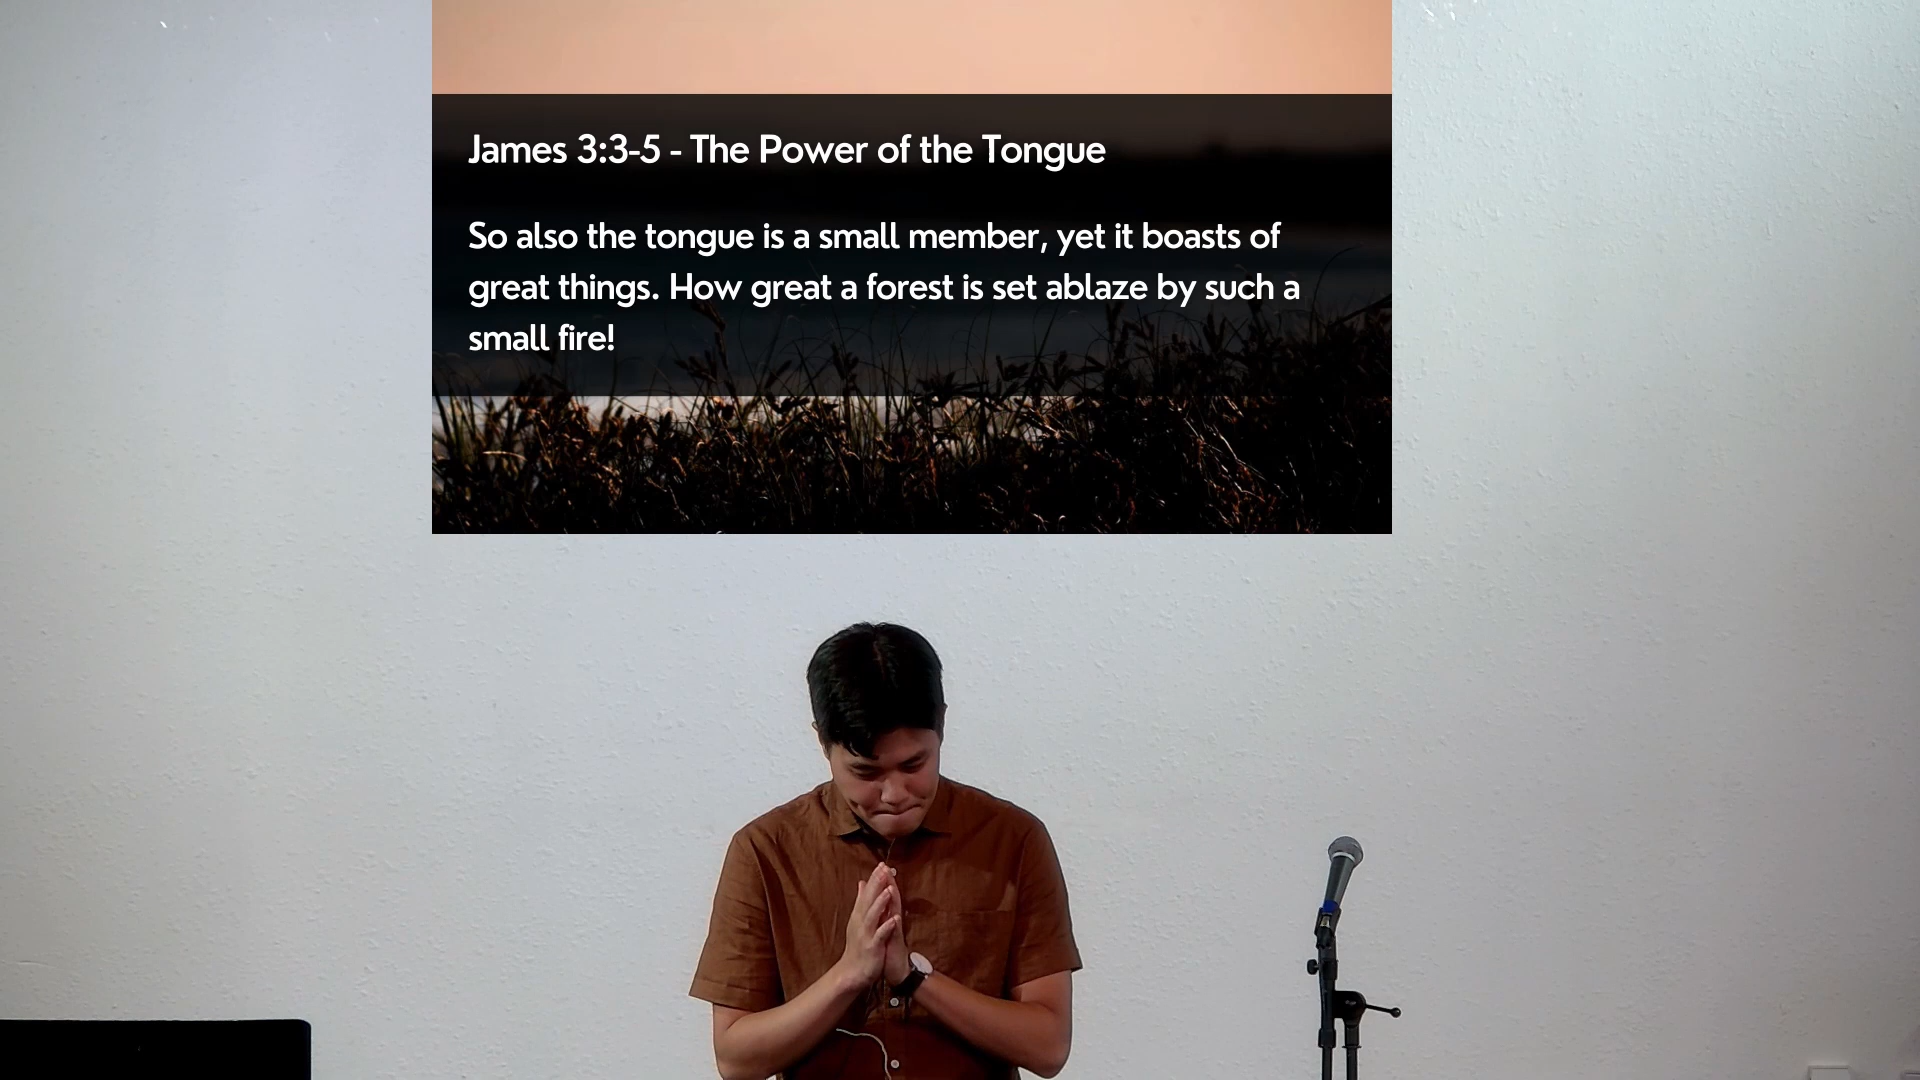 James 3:3-5 - The Power of the Tongue
So also the tongue is a small member, yet it boasts of
great things. How great a forest is set ablaze by such a
small fire!